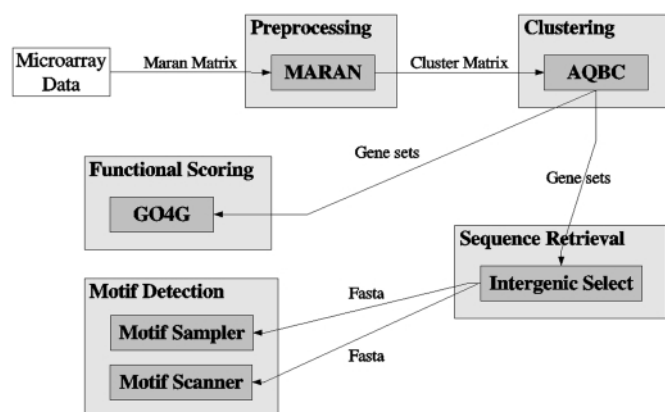 Preprocessing
Clustering
Microarray
Data
Maran Matrix
MARAN
Cluster Matrix
AQBC
Gene sets
Functional Scoring
GO4G
Gene sets
Sequence Retrieval
Intergenic Select
Motif Detection
Fasta
Motif Sampler
Fasta
Motif Scanner